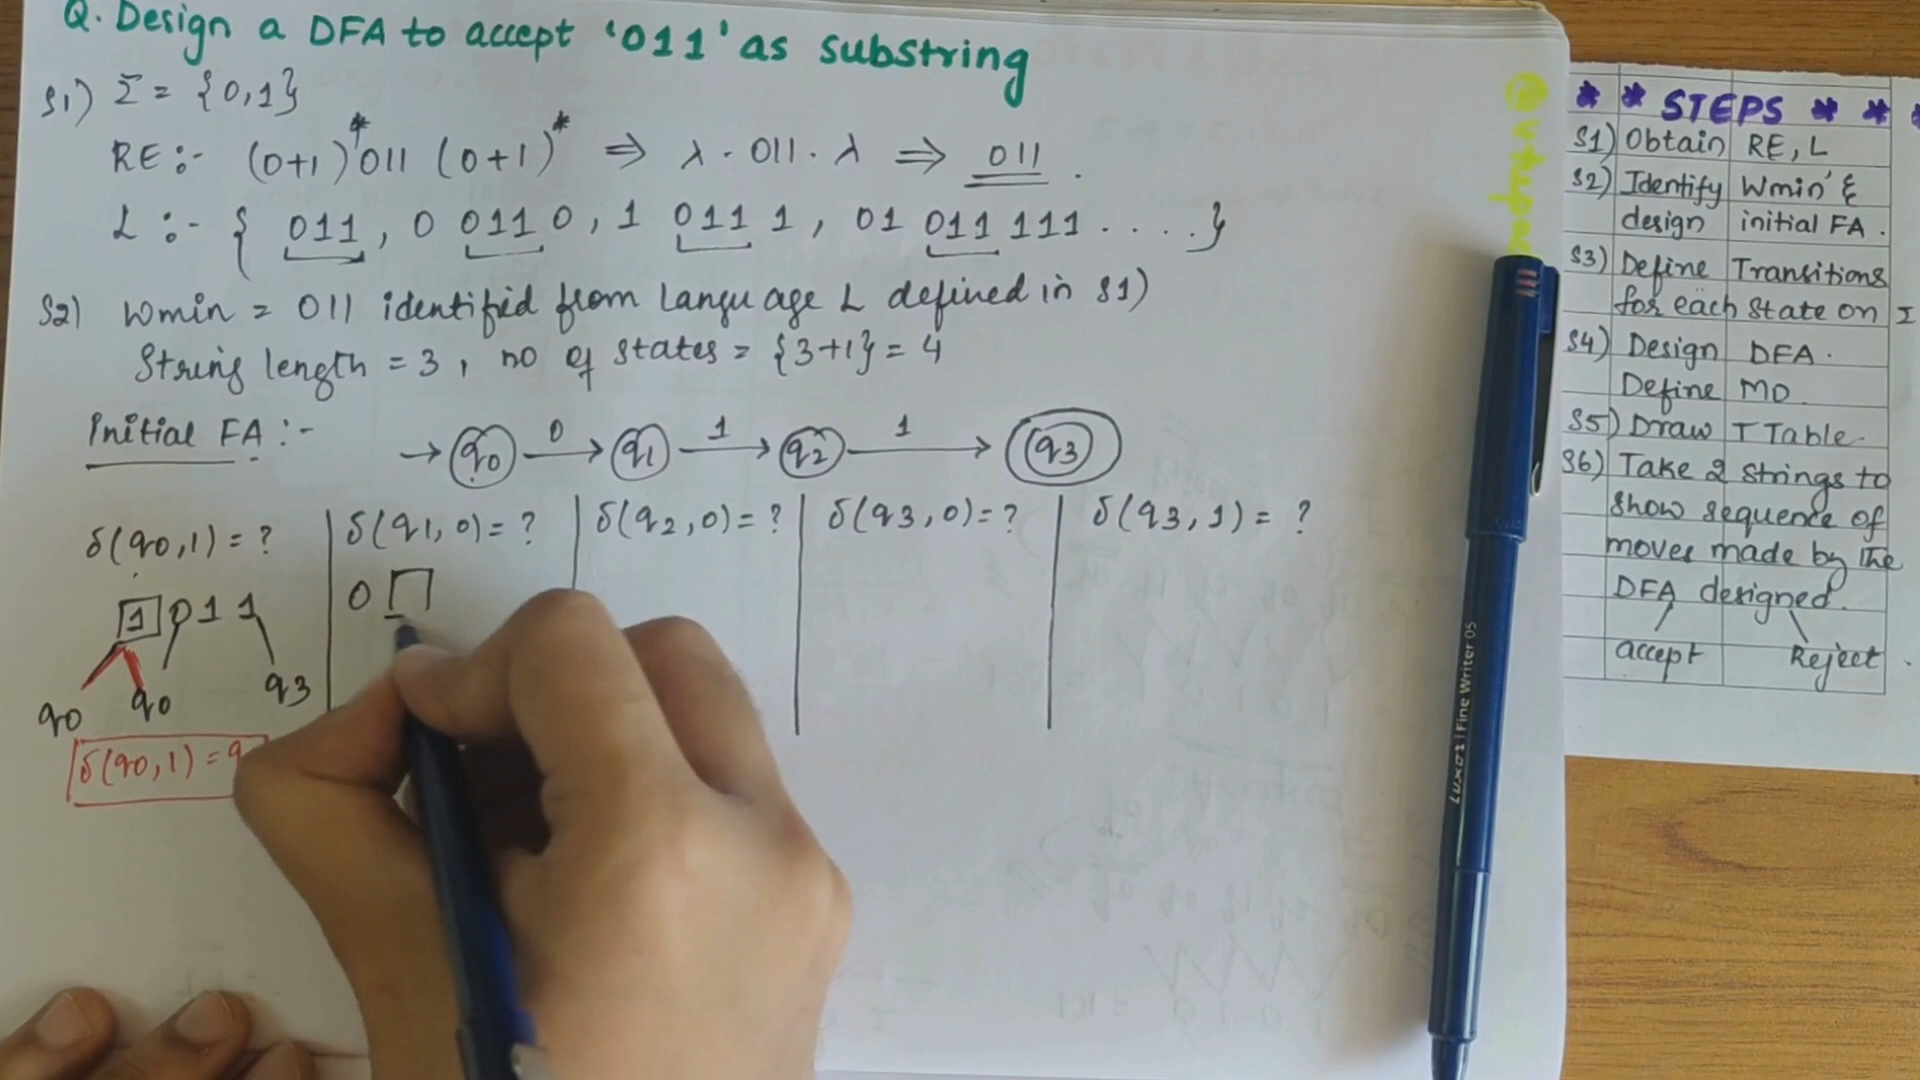 Q. Design a DFA to accept '011' as substring
S1) Σ = {0,1}
RE :- (0+1)*011 (0+1)* ⇒ λ . 011 . λ ⇒ 011 .
L :- { 011 , 0 011 0 , 1 011 1 , 01 011 111 . . . . }
S2) Wmin = 011 identified from Language L defined in S1)
String length = 3 , no of states = {3+1} = 4
Initial FA :-
→ q0 0 → q1 1 → q2 1 → q3
δ(q0,1) = ? δ(q1,0) = ? δ(q2,0) = ? δ(q3,0) = ? δ(q3,1) = ?
1 0 1 1 0
q0 q0 q3
δ(q0,1) = q
* * STEPS * * *
S1) Obtain RE, L
S2) Identify Wmin' &
design initial FA .
S3) Define Transitions
for each state on
S4) Design DFA .
Define MD .
S5) Draw T Table .
S6) Take 2 strings to
show sequence of
moves made by the
DFA designed .
accept Reject .
Luxor | Fine Writer 05